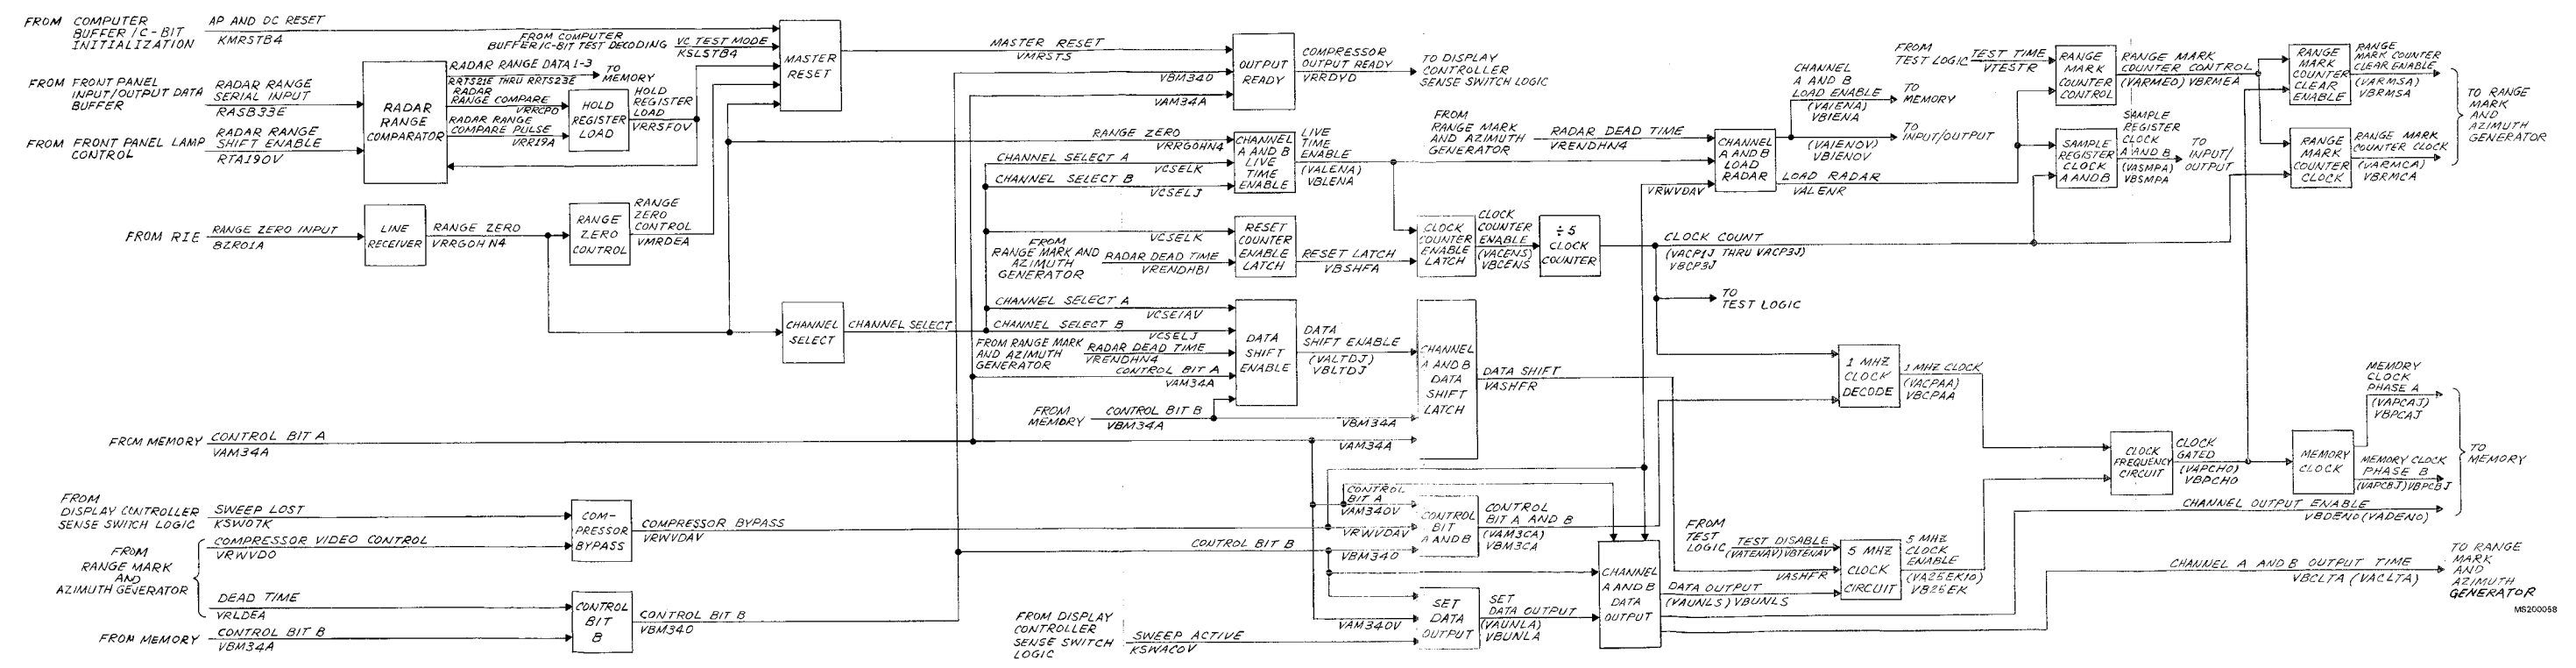 FROM COMPUTER
BUFFER/C-BIT
INITIALIZATION
AP AND DC RESET
KMRSTB4
FROM COMPUTER
BUFFER/C-BIT TEST DECODING
VC TEST MODE
KSLSTB4
MASTER
RESET
FROM FRONT PANEL
INPUT/OUTPUT DATA
BUFFER
RADAR RANGE
SERIAL INPUT
RASB33E
FROM FRONT PANEL LAMP
CONTROL
RADAR RANGE
SHIFT ENABLE
RTA190V
RADAR
RANGE
COMPARATOR
RADAR RANGE DATA 1-3
RRTS21E THRU RRTS23E
TO
MEMORY
RADAR
RANGE COMPARE
VRRCPO
RADAR RANGE
COMPARE PULSE
VRR19A
HOLD
REGISTER
LOAD
HOLD
REGISTER
LOAD
VRRSFOV
FROM RIE
RANGE ZERO INPUT
BZR01A
LINE
RECEIVER
RANGE ZERO
VRRGOHN4
RANGE
ZERO
CONTROL
RANGE
ZERO
CONTROL
VMRDEA
CHANNEL
SELECT
CHANNEL SELECT
FROM MEMORY
CONTROL BIT A
VAM34A
FROM
DISPLAY CONTROLLER
SENSE SWITCH LOGIC
SWEEP LOST
KSW07K
COMPRESSOR VIDEO CONTROL
VRWVDO
FROM
RANGE MARK
AND
AZIMUTH GENERATOR
DEAD TIME
VRLDEA
FROM MEMORY
CONTROL BIT B
VBM34A
COM-
PRESSOR
BYPASS
COMPRESSOR BYPASS
VRWVDAV
CONTROL
BIT
B
CONTROL BIT B
VBM340
MASTER RESET
VMRSTS
VBM340
VAM34A
OUTPUT
READY
COMPRESSOR
OUTPUT READY
VRRDYD
TO DISPLAY
CONTROLLER
SENSE SWITCH LOGIC
RANGE ZERO
VRRGOHN4
CHANNEL SELECT A
VCSELK
CHANNEL SELECT B
VCSELJ
CHANNEL
A AND B
LIVE
TIME
ENABLE
LIVE
TIME
ENABLE
(VALENA)
VBLENA
VCSELK
FROM
RANGE MARK AND
AZIMUTH
GENERATOR
RADAR DEAD TIME
VRENDHB1
RESET
COUNTER
ENABLE
LATCH
RESET LATCH
VBSHFA
CLOCK
COUNTER
ENABLE
LATCH
CLOCK
COUNTER
ENABLE
(VACENS)
VBCENS
÷5
CLOCK
COUNTER
CHANNEL SELECT A
VCSE1AV
CHANNEL SELECT B
VCSELJ
FROM RANGE MARK
AND AZIMUTH
GENERATOR
RADAR DEAD TIME
VRENDHN4
CONTROL BIT A
VAM34A
DATA
SHIFT
ENABLE
DATA
SHIFT ENABLE
(VALTDJ)
VBLTDJ
FROM
MEMORY
CONTROL BIT B
VBM34A
VBM34A
VAM34A
CHANNEL
A AND B
DATA
SHIFT
LATCH
DATA SHIFT
VASHFR
CONTROL
BIT A
VAM340V
VRWVDAV
VBM340
CONTROL BIT B
CONTROL
BIT
A AND B
CONTROL
BIT A AND B
(VAM3CA)
VBM3CA
VAM340V
FROM DISPLAY
CONTROLLER
SENSE SWITCH
LOGIC
SWEEP ACTIVE
KSWACOV
SET
DATA
OUTPUT
SET
DATA OUTPUT
(VAUNLA)
VBUNLA
CHANNEL
A AND B
DATA
OUTPUT
DATA OUTPUT
(VAUNLS) VBUNLS
FROM
RANGE MARK
AND AZIMUTH
GENERATOR
RADAR DEAD TIME
VRENDHN4
VRWVDAV
CHANNEL
A AND B
LOAD
RADAR
CHANNEL
A AND B
LOAD ENABLE
(VAIENA)
VBIENA
TO
MEMORY
(VAIENOV)
VBIENOV
TO
INPUT/OUTPUT
LOAD RADAR
VALENR
FROM
TEST LOGIC
TEST TIME
VTESTR
RANGE
MARK
COUNTER
CONTROL
RANGE MARK
COUNTER CONTROL
(VARMEO) VBRMEA
SAMPLE
REGISTER
CLOCK
A AND B
SAMPLE
REGISTER
CLOCK
A AND B
(VASMPA)
VBSMPA
TO
INPUT/
OUTPUT
RANGE
MARK
COUNTER
CLEAR
ENABLE
RANGE
MARK COUNTER
CLEAR ENABLE
(VARMSA)
VBRMSA
RANGE
MARK
COUNTER
CLOCK
RANGE MARK
COUNTER CLOCK
(VARMCA)
VBRMCA
TO RANGE
MARK
AND
AZIMUTH
GENERATOR
CLOCK COUNT
(VACP1J THRU VACP3J)
VBCP3J
TO
TEST LOGIC
1 MHZ
CLOCK
DECODE
1 MHZ CLOCK
(VACPAA)
VBCPAA
FROM
TEST
LOGIC
TEST DISABLE
(VATENAV) VBTENAV
VASHFR
5 MHZ
CLOCK
CIRCUIT
5 MHZ
CLOCK
ENABLE
(VA25EK10)
VB25EK
CLOCK
FREQUENCY
CIRCUIT
CLOCK
GATED
(VAPCHO)
VBPCHO
MEMORY
CLOCK
MEMORY
CLOCK
PHASE A
(VAPCAJ)
VBPCAJ
MEMORY CLOCK
PHASE B
(VAPCBJ) VBPCBJ
TO
MEMORY
CHANNEL OUTPUT ENABLE
VBDENO (VADENO)
CHANNEL A AND B OUTPUT TIME
VBCLTA (VACLTA)
TO RANGE
MARK
AND
AZIMUTH
GENERATOR
MS200058